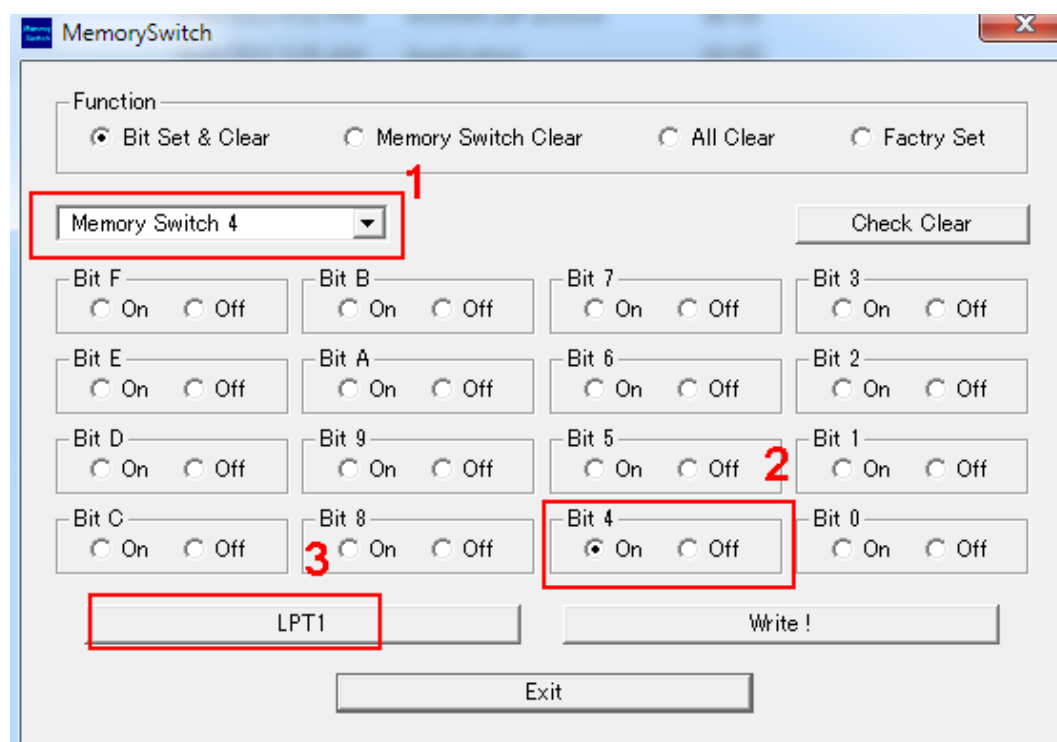 MemorySwitch
X
Function
Bit Set & Clear Memory Switch Clear All Clear Factry Set
1
Memory Switch 4 Check Clear
Bit F Bit B Bit 7 Bit 3
On Off On Off On Off On Off
Bit E Bit A Bit 6 Bit 2
On Off On Off On Off On Off
Bit D Bit 9 Bit 5 Bit 1
On Off On Off On Off 2 On Off
Bit C Bit 8 Bit 4 Bit 0
On Off 3 On Off On Off On Off
LPT1 Write !
Exit